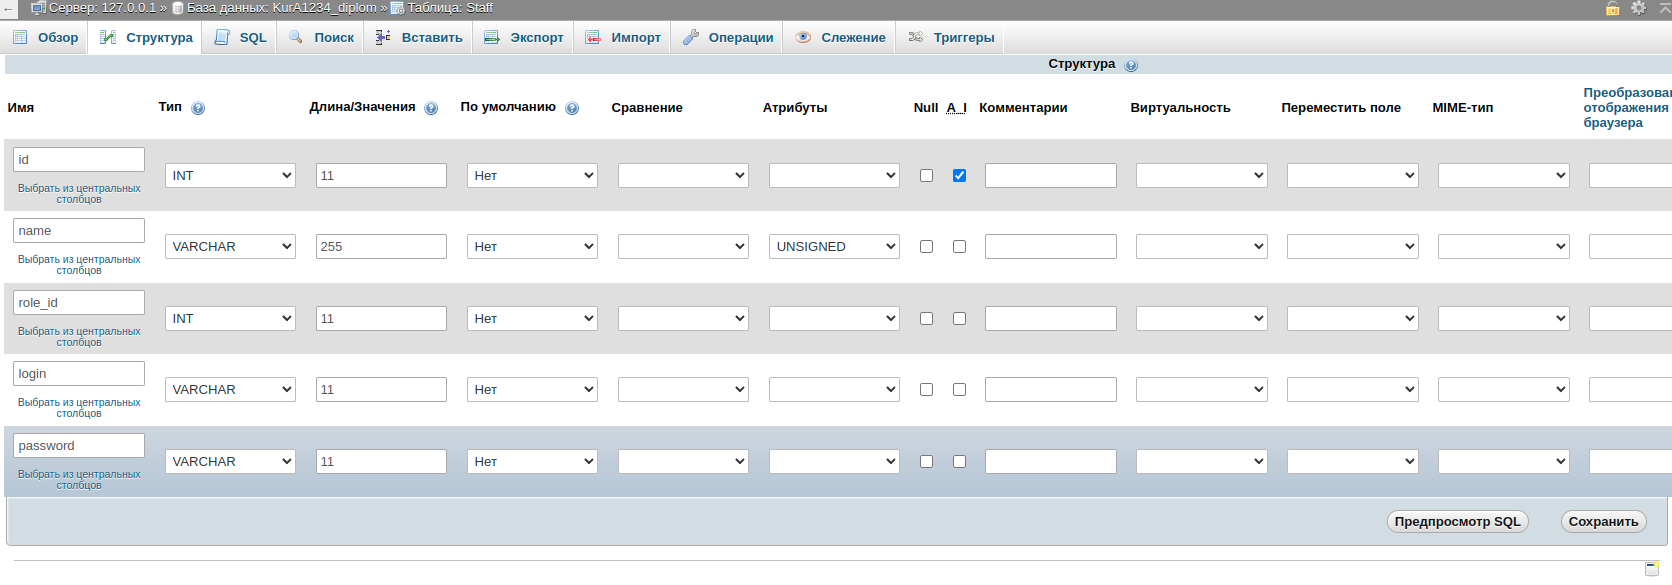 ← Сервер: 127.0.0.1 » База данных: KurA1234_diplom » Таблица: Staff
Обзор Структура SQL Поиск Вставить Экспорт Импорт Операции Слежение Триггеры
Структура
Имя Тип Длина/Значения По умолчанию Сравнение Атрибуты Null A_I Комментарии Виртуальность Переместить поле MIME-тип Преобразован
отображения
браузера
id
Выбрать из центральных
столбцов
INT 11 Нет
name
Выбрать из центральных
столбцов
VARCHAR 255 Нет UNSIGNED
role_id
Выбрать из центральных
столбцов
INT 11 Нет
login
Выбрать из центральных
столбцов
VARCHAR 11 Нет
password
Выбрать из центральных
столбцов
VARCHAR 11 Нет
Предпросмотр SQL Сохранить